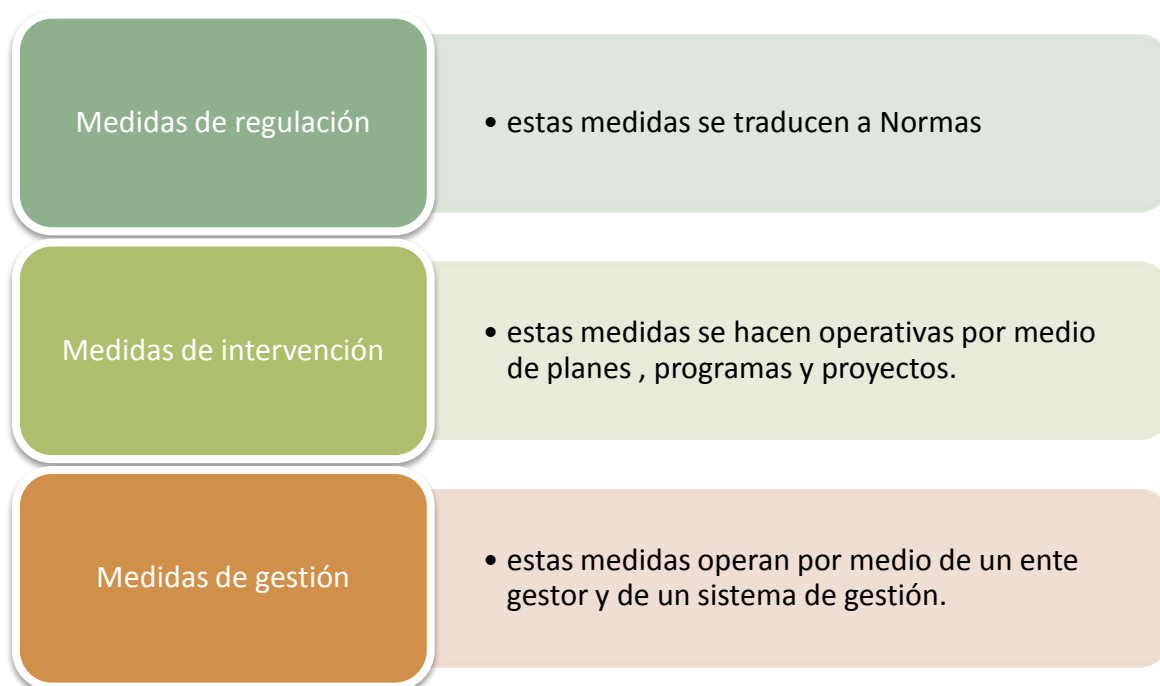 Medidas de regulación
• estas medidas se traducen a Normas
Medidas de intervención
• estas medidas se hacen operativas por medio
de planes , programas y proyectos.
Medidas de gestión
• estas medidas operan por medio de un ente
gestor y de un sistema de gestión.